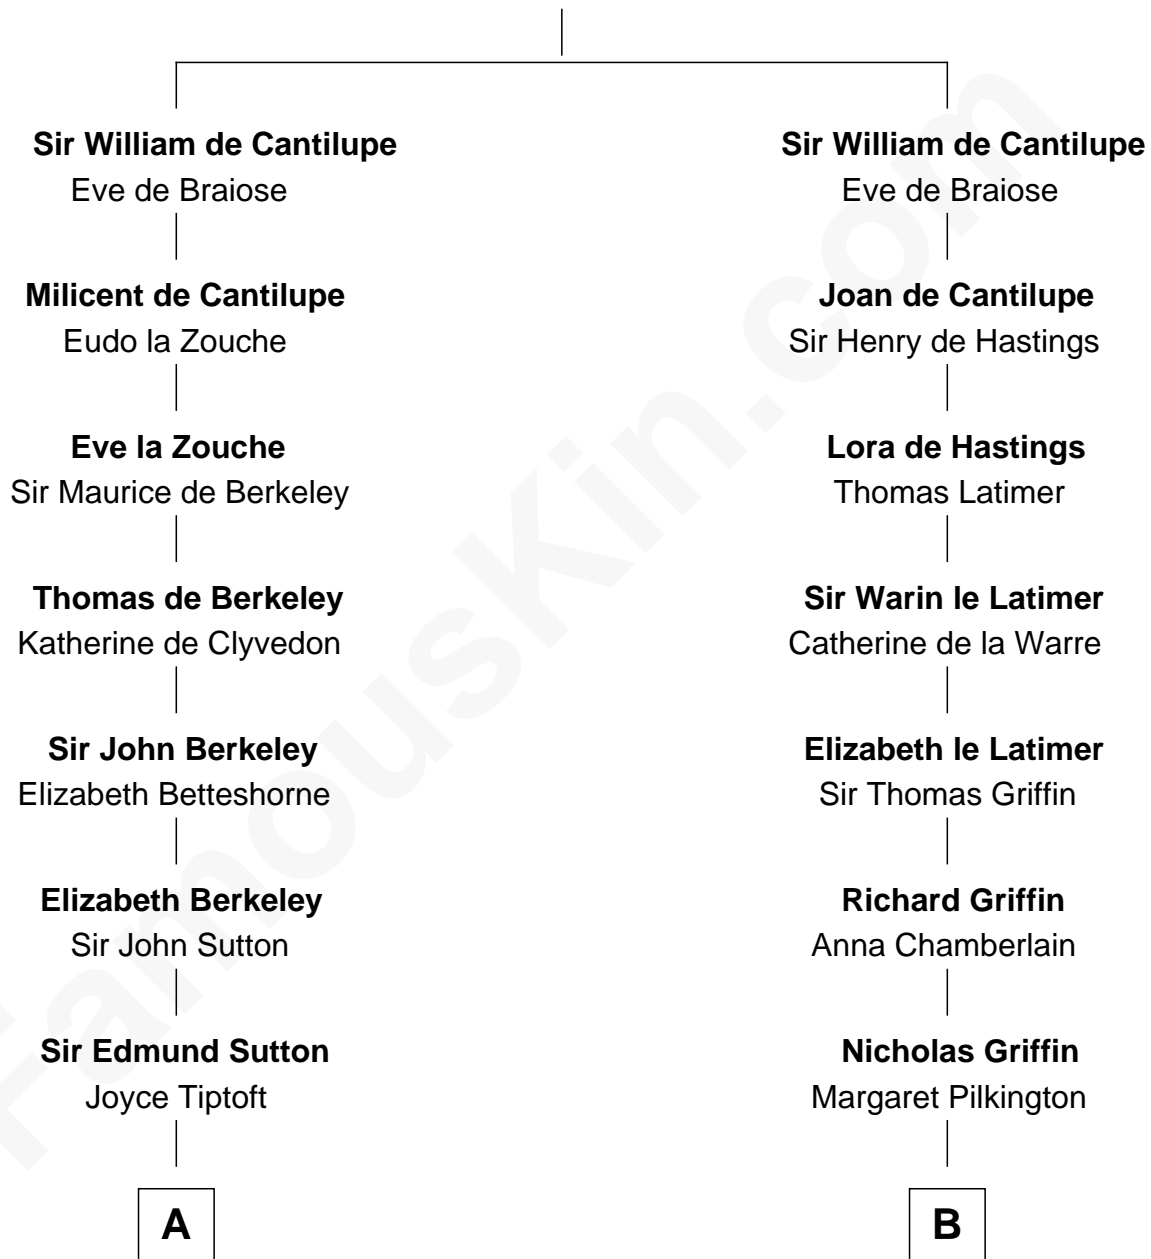 Sir William de Cantilupe
Eve de Braiose
Milicent de Cantilupe
Eudo la Zouche
Eve la Zouche
Sir Maurice de Berkeley
Thomas de Berkeley
Katherine de Clyvedon
Sir John Berkeley
Elizabeth Betteshorne
Elizabeth Berkeley
Sir John Sutton
Sir Edmund Sutton
Joyce Tiptoft
A
Sir William de Cantilupe
Eve de Braiose
Joan de Cantilupe
Sir Henry de Hastings
Lora de Hastings
Thomas Latimer
Sir Warin le Latimer
Catherine de la Warre
Elizabeth le Latimer
Sir Thomas Griffin
Richard Griffin
Anna Chamberlain
Nicholas Griffin
Margaret Pilkington
B
FamousKin.com